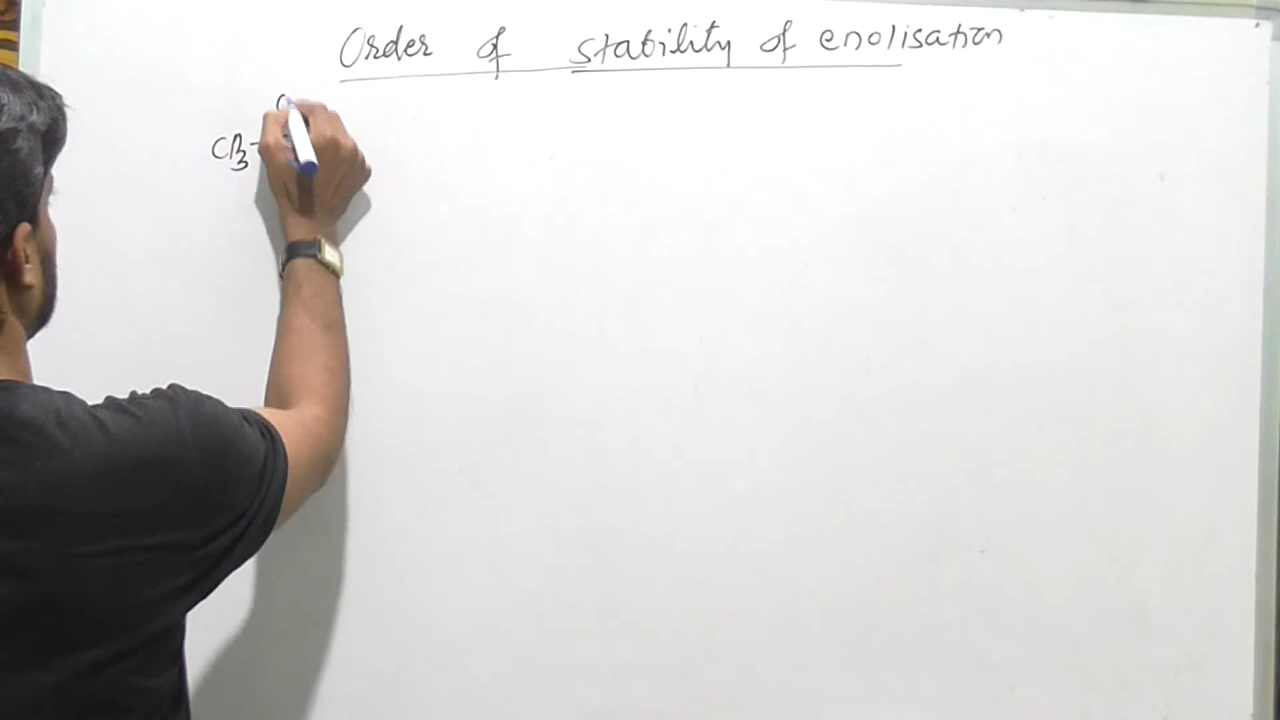 Order of stability of enolisation
CH3-